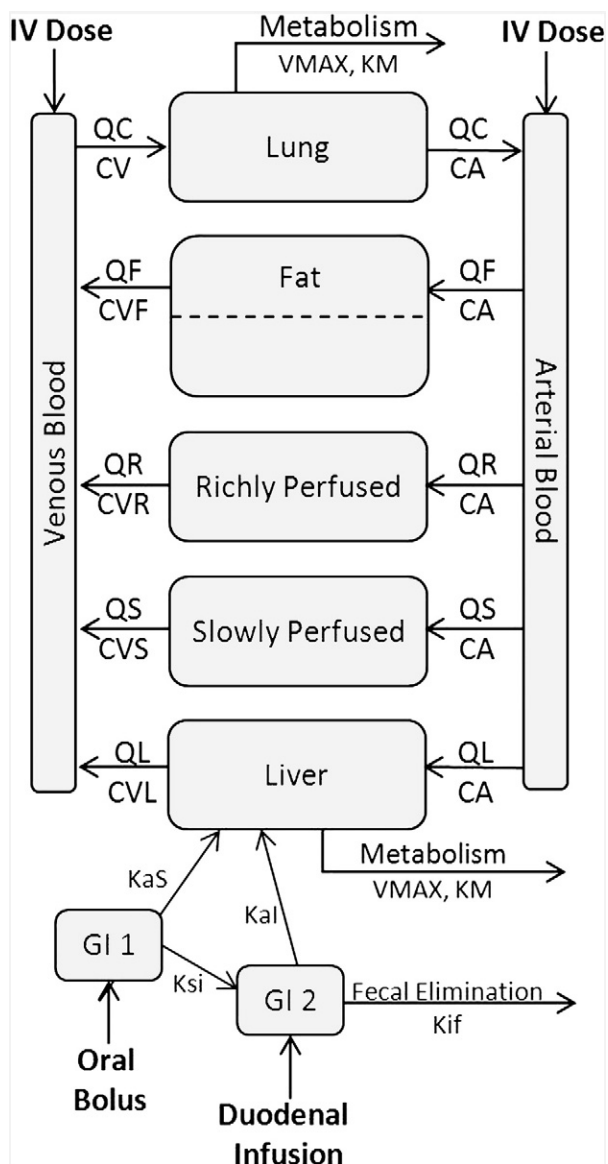 IV Dose
IV Dose
Metabolism
VMAX, KM
QC
CV
Lung
QC
CA
QF
CVF
Fat
QF
CA
Venous Blood
Arterial Blood
QR
CVR
Richly Perfused
QR
CA
QS
CVS
Slowly Perfused
QS
CA
QL
CVL
Liver
QL
CA
Metabolism
VMAX, KM
KaS
KaI
GI 1
Ksi
GI 2
Fecal Elimination
Kif
Oral
Bolus
Duodenal
Infusion